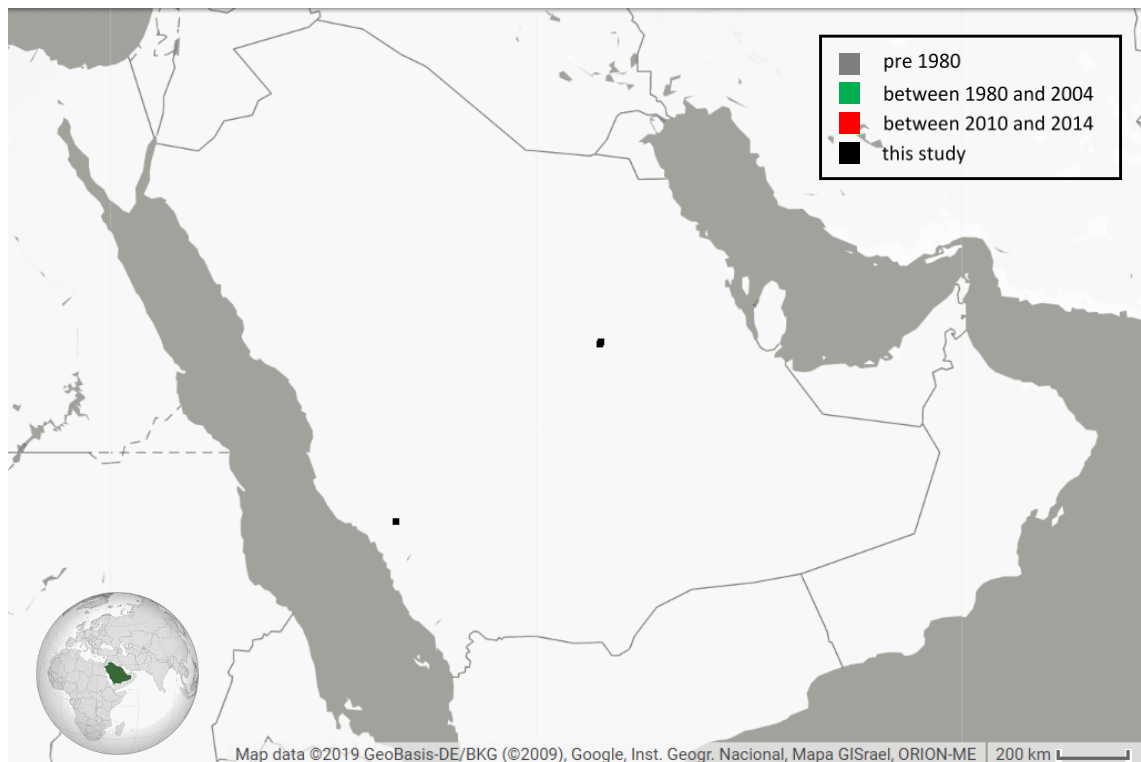 pre 1980
between 1980 and 2004
between 2010 and 2014
this study
Map data ©2019 GeoBasis-DE/BKG (©2009), Google, Inst. Geogr. Nacional, Mapa GISrael, ORION-ME 200 km